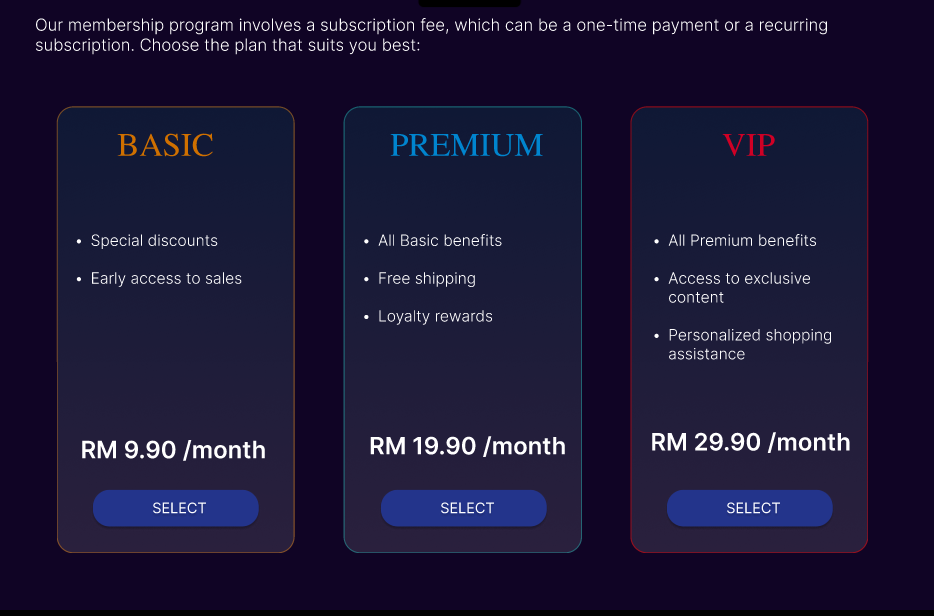 Our membership program involves a subscription fee, which can be a one-time payment or a recurring
subscription. Choose the plan that suits you best:
BASIC
• Special discounts
• Early access to sales
RM 9.90 /month
SELECT
PREMIUM
• All Basic benefits
• Free shipping
• Loyalty rewards
RM 19.90 /month
SELECT
VIP
• All Premium benefits
• Access to exclusive
content
• Personalized shopping
assistance
RM 29.90 /month
SELECT